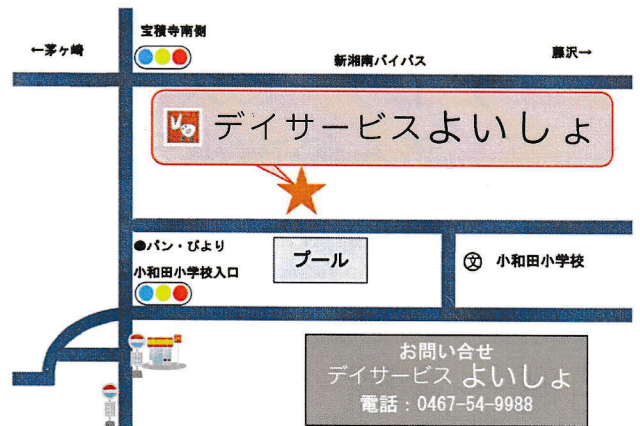 宝積寺南側
←茅ヶ崎
新湘南バイパス
藤沢→
デイサービスよいしょ
●パン・びより
プール
小和田小学校入口
文 小和田小学校
お問い合せ
デイサービス よいしょ
電話：0467-54-9988